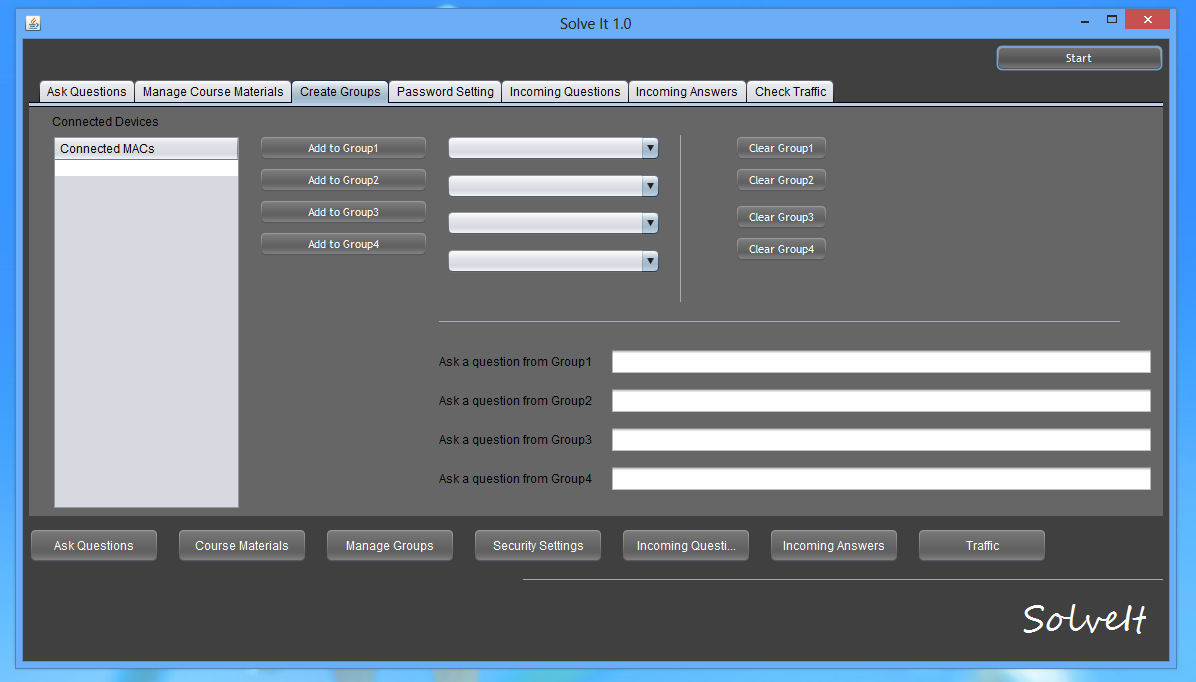 Solve It 1.0
Start
Ask Questions Manage Course Materials Create Groups Password Setting Incoming Questions Incoming Answers Check Traffic
Connected Devices
Connected MACs
Add to Group1 Clear Group1
Add to Group2 Clear Group2
Add to Group3 Clear Group3
Add to Group4 Clear Group4
Ask a question from Group1
Ask a question from Group2
Ask a question from Group3
Ask a question from Group4
Ask Questions Course Materials Manage Groups Security Settings Incoming Questi... Incoming Answers Traffic
SolveIt